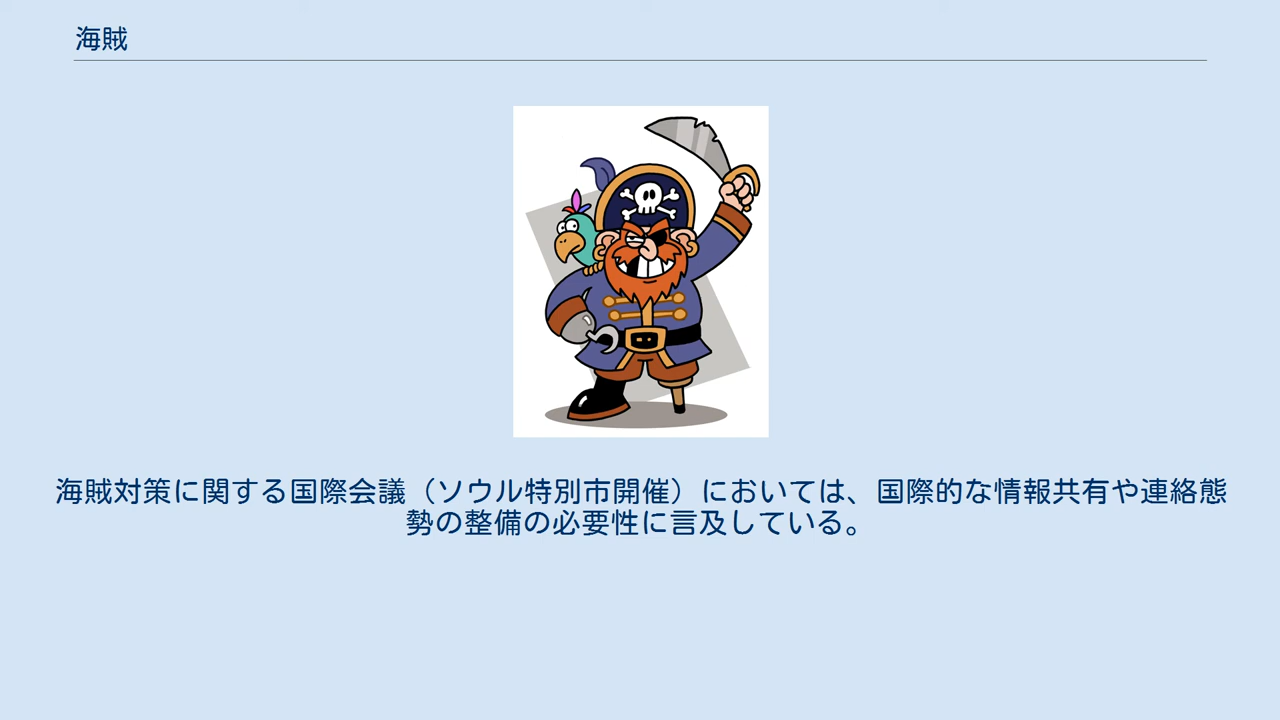 海賊
海賊対策に関する国際会議（ソウル特別市開催）においては、国際的な情報共有や連絡態
勢の整備の必要性に言及している。